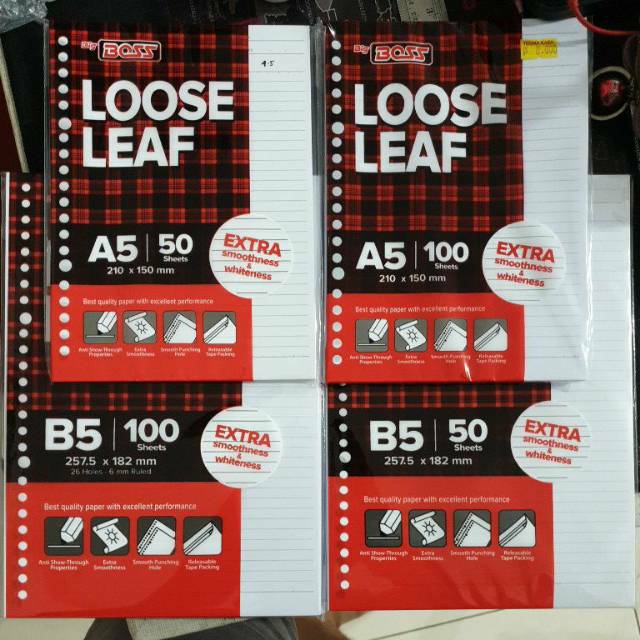 Big BOSS
LOOSE
LEAF
A5 50 Sheets
210 x 150 mm
EXTRA
smoothness
&
whiteness
Best quality paper with excellent performance
Anti Show-Through Properties
Extra Smoothness
Smooth Punching Hole
Releasable Tape Packing
4.5
Big BOSS
LOOSE
LEAF
A5 100 Sheets
210 x 150 mm
EXTRA
smoothness
&
whiteness
Best quality paper with excellent performance
Anti Show-Through Properties
Extra Smoothness
Smooth Punching Hole
Releasable Tape Packing
B5 100 Sheets
257.5 x 182 mm
26 Holes - 6 mm Ruled
EXTRA
smoothness
&
whiteness
Best quality paper with excellent performance
Anti Show-Through Properties
Extra Smoothness
Smooth Punching Hole
Releasable Tape Packing
B5 50 Sheets
257.5 x 182 mm
EXTRA
smoothness
&
whiteness
Best quality paper with excellent performance
Anti Show-Through Properties
Extra Smoothness
Smooth Punching Hole
Releasable Tape Packing